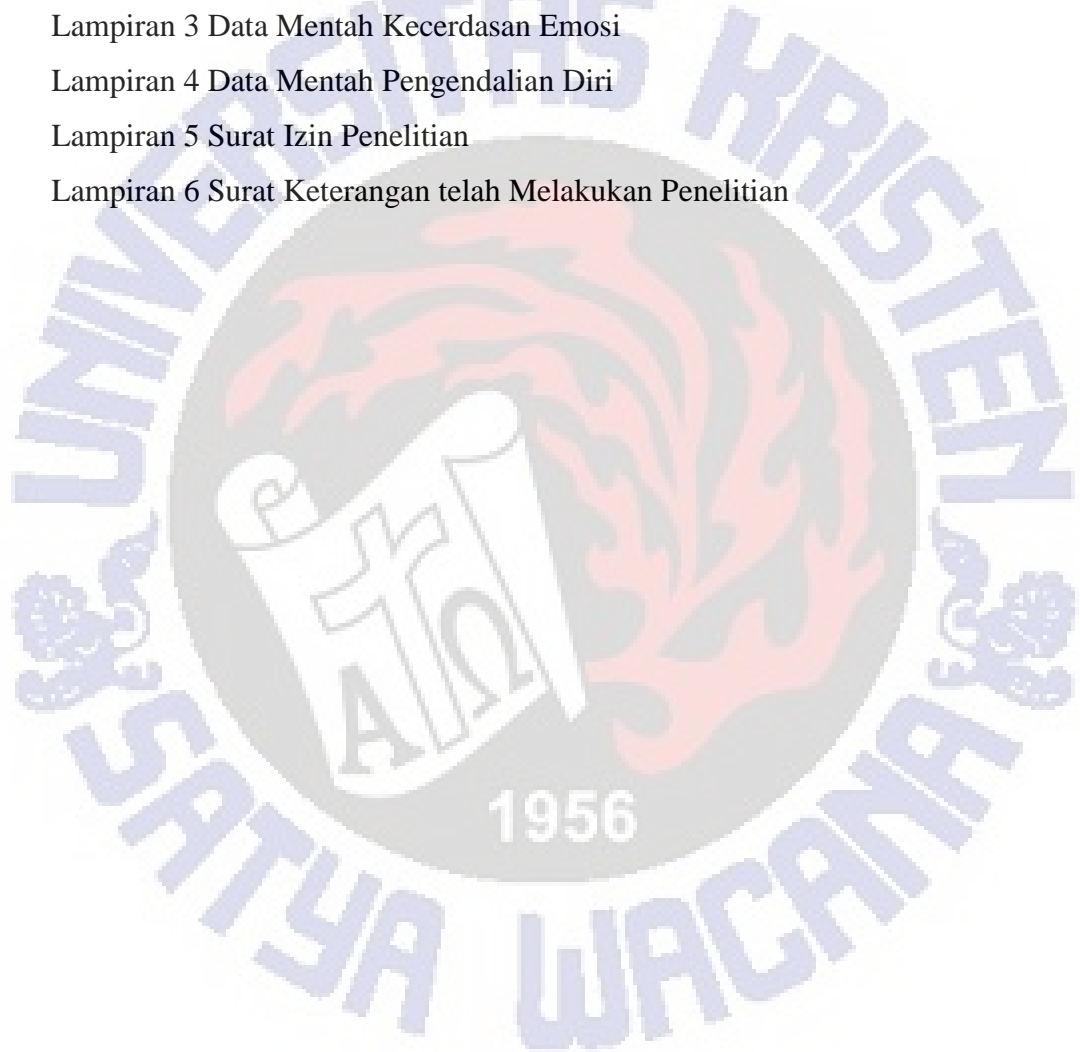 Lampiran 3 Data Mentah Kecerdasan Emosi
Lampiran 4 Data Mentah Pengendalian Diri
Lampiran 5 Surat Izin Penelitian
Lampiran 6 Surat Keterangan telah Melakukan Penelitian
UNIVERSITAS KRISTEN
Α Ω
1956
SATYA WACANA